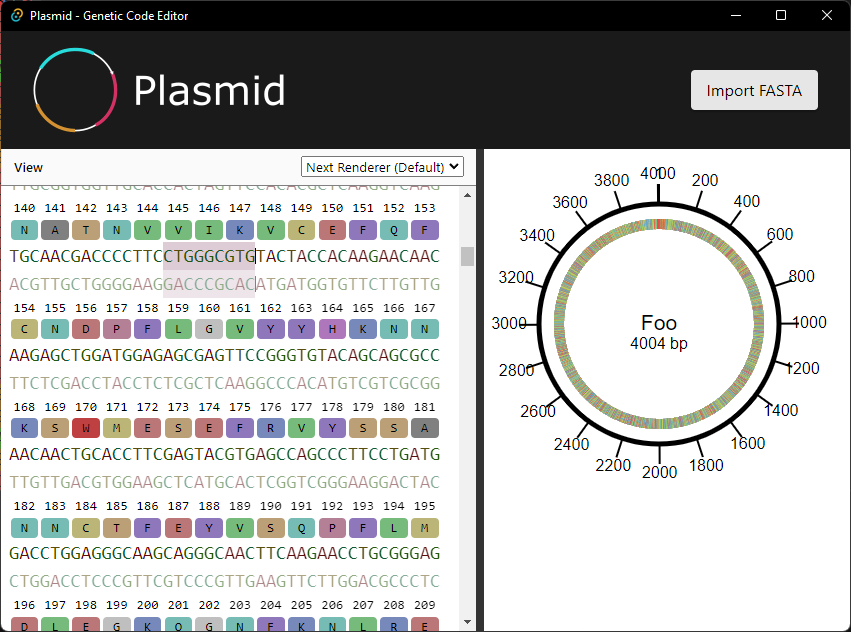 Plasmid - Genetic Code Editor
Plasmid
Import FASTA
View
Next Renderer (Default)
140 141 142 143 144 145 146 147 148 149 150 151 152 153
N A T N V V I K V C E F Q F
TGCAACGACCCCTTCCTGGGCGTGTACTACCACAAGAACAAC
ACGTTGCTGGGGAAGGACCCGCACATGATGGTGTTCTTGTTG
154 155 156 157 158 159 160 161 162 163 164 165 166 167
C N D P F L G V Y Y H K N N
AAGAGCTGGATGGAGAGCGAGTTCCGGGTGTACAGCAGCGCC
TTCTCGACCTACCTCTCGCTCAAGGCCCACATGTCGTCGCGG
168 169 170 171 172 173 174 175 176 177 178 179 180 181
K S W M E S E F R V Y S S A
AACAACTGCACCTTCGAGTACGTGAGCCAGCCCTTCCTGATG
TTGTTGACGTGGAAGCTCATGCACTCGGTCGGGAAGGACTAC
182 183 184 185 186 187 188 189 190 191 192 193 194 195
N N C T F E Y V S Q P F L M
GACCTGGAGGGCAAGCAGGGCAACTTCAAGAACCTGCGGGAG
CTGGACCTCCCGTTCGTCCCGTTGAAGTTCTTGGACGCCCTC
196 197 198 199 200 201 202 203 204 205 206 207 208 209
D L E G K Q G N F K N L R E
4000
200
400
600
800
1000
1200
1400
1600
1800
2000
2200
2400
2600
2800
3000
3200
3400
3600
3800
Foo
4004 bp